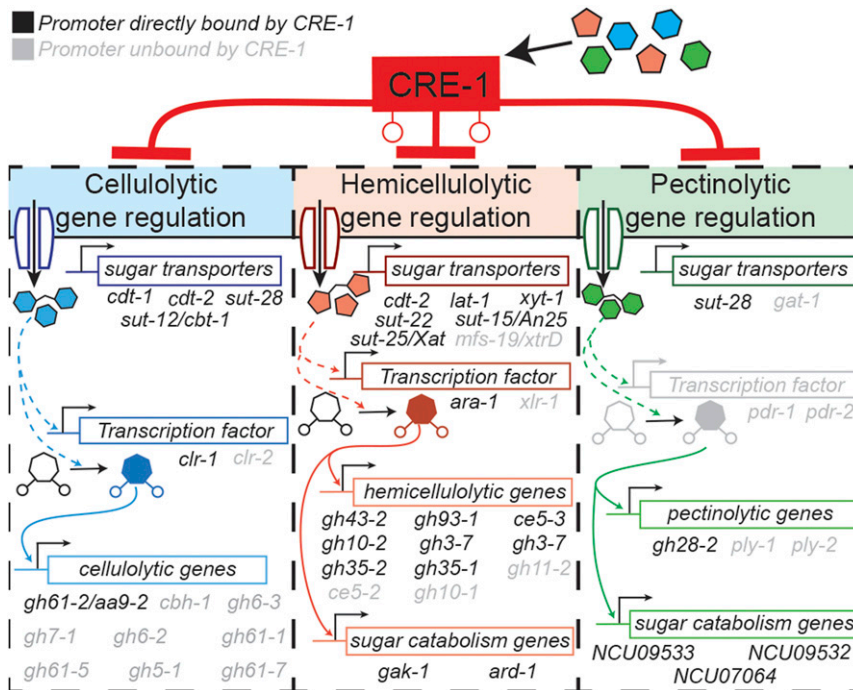 Promoter directly bound by CRE-1
Promoter unbound by CRE-1
CRE-1
Cellulolytic
gene regulation
sugar transporters
cdt-1 cdt-2 sut-28
sut-12/cbt-1
Transcription factor
clr-1 clr-2
cellulolytic genes
gh61-2/aa9-2 cbh-1 gh6-3
gh7-1 gh6-2 gh61-1
gh61-5 gh5-1 gh61-7
Hemicellulolytic
gene regulation
sugar transporters
cdt-2 lat-1 xyt-1
sut-22 sut-15/An25
sut-25/Xat mfs-19/xtrD
Transcription factor
ara-1 xlr-1
hemicellulolytic genes
gh43-2 gh93-1 ce5-3
gh10-2 gh3-7 gh3-7
gh35-2 gh35-1 gh11-2
ce5-2 gh10-1
sugar catabolism genes
gak-1 ard-1
Pectinolytic
gene regulation
sugar transporters
sut-28 gat-1
Transcription factor
pdr-1 pdr-2
pectinolytic genes
gh28-2 ply-1 ply-2
sugar catabolism genes
NCU09533 NCU09532
NCU07064